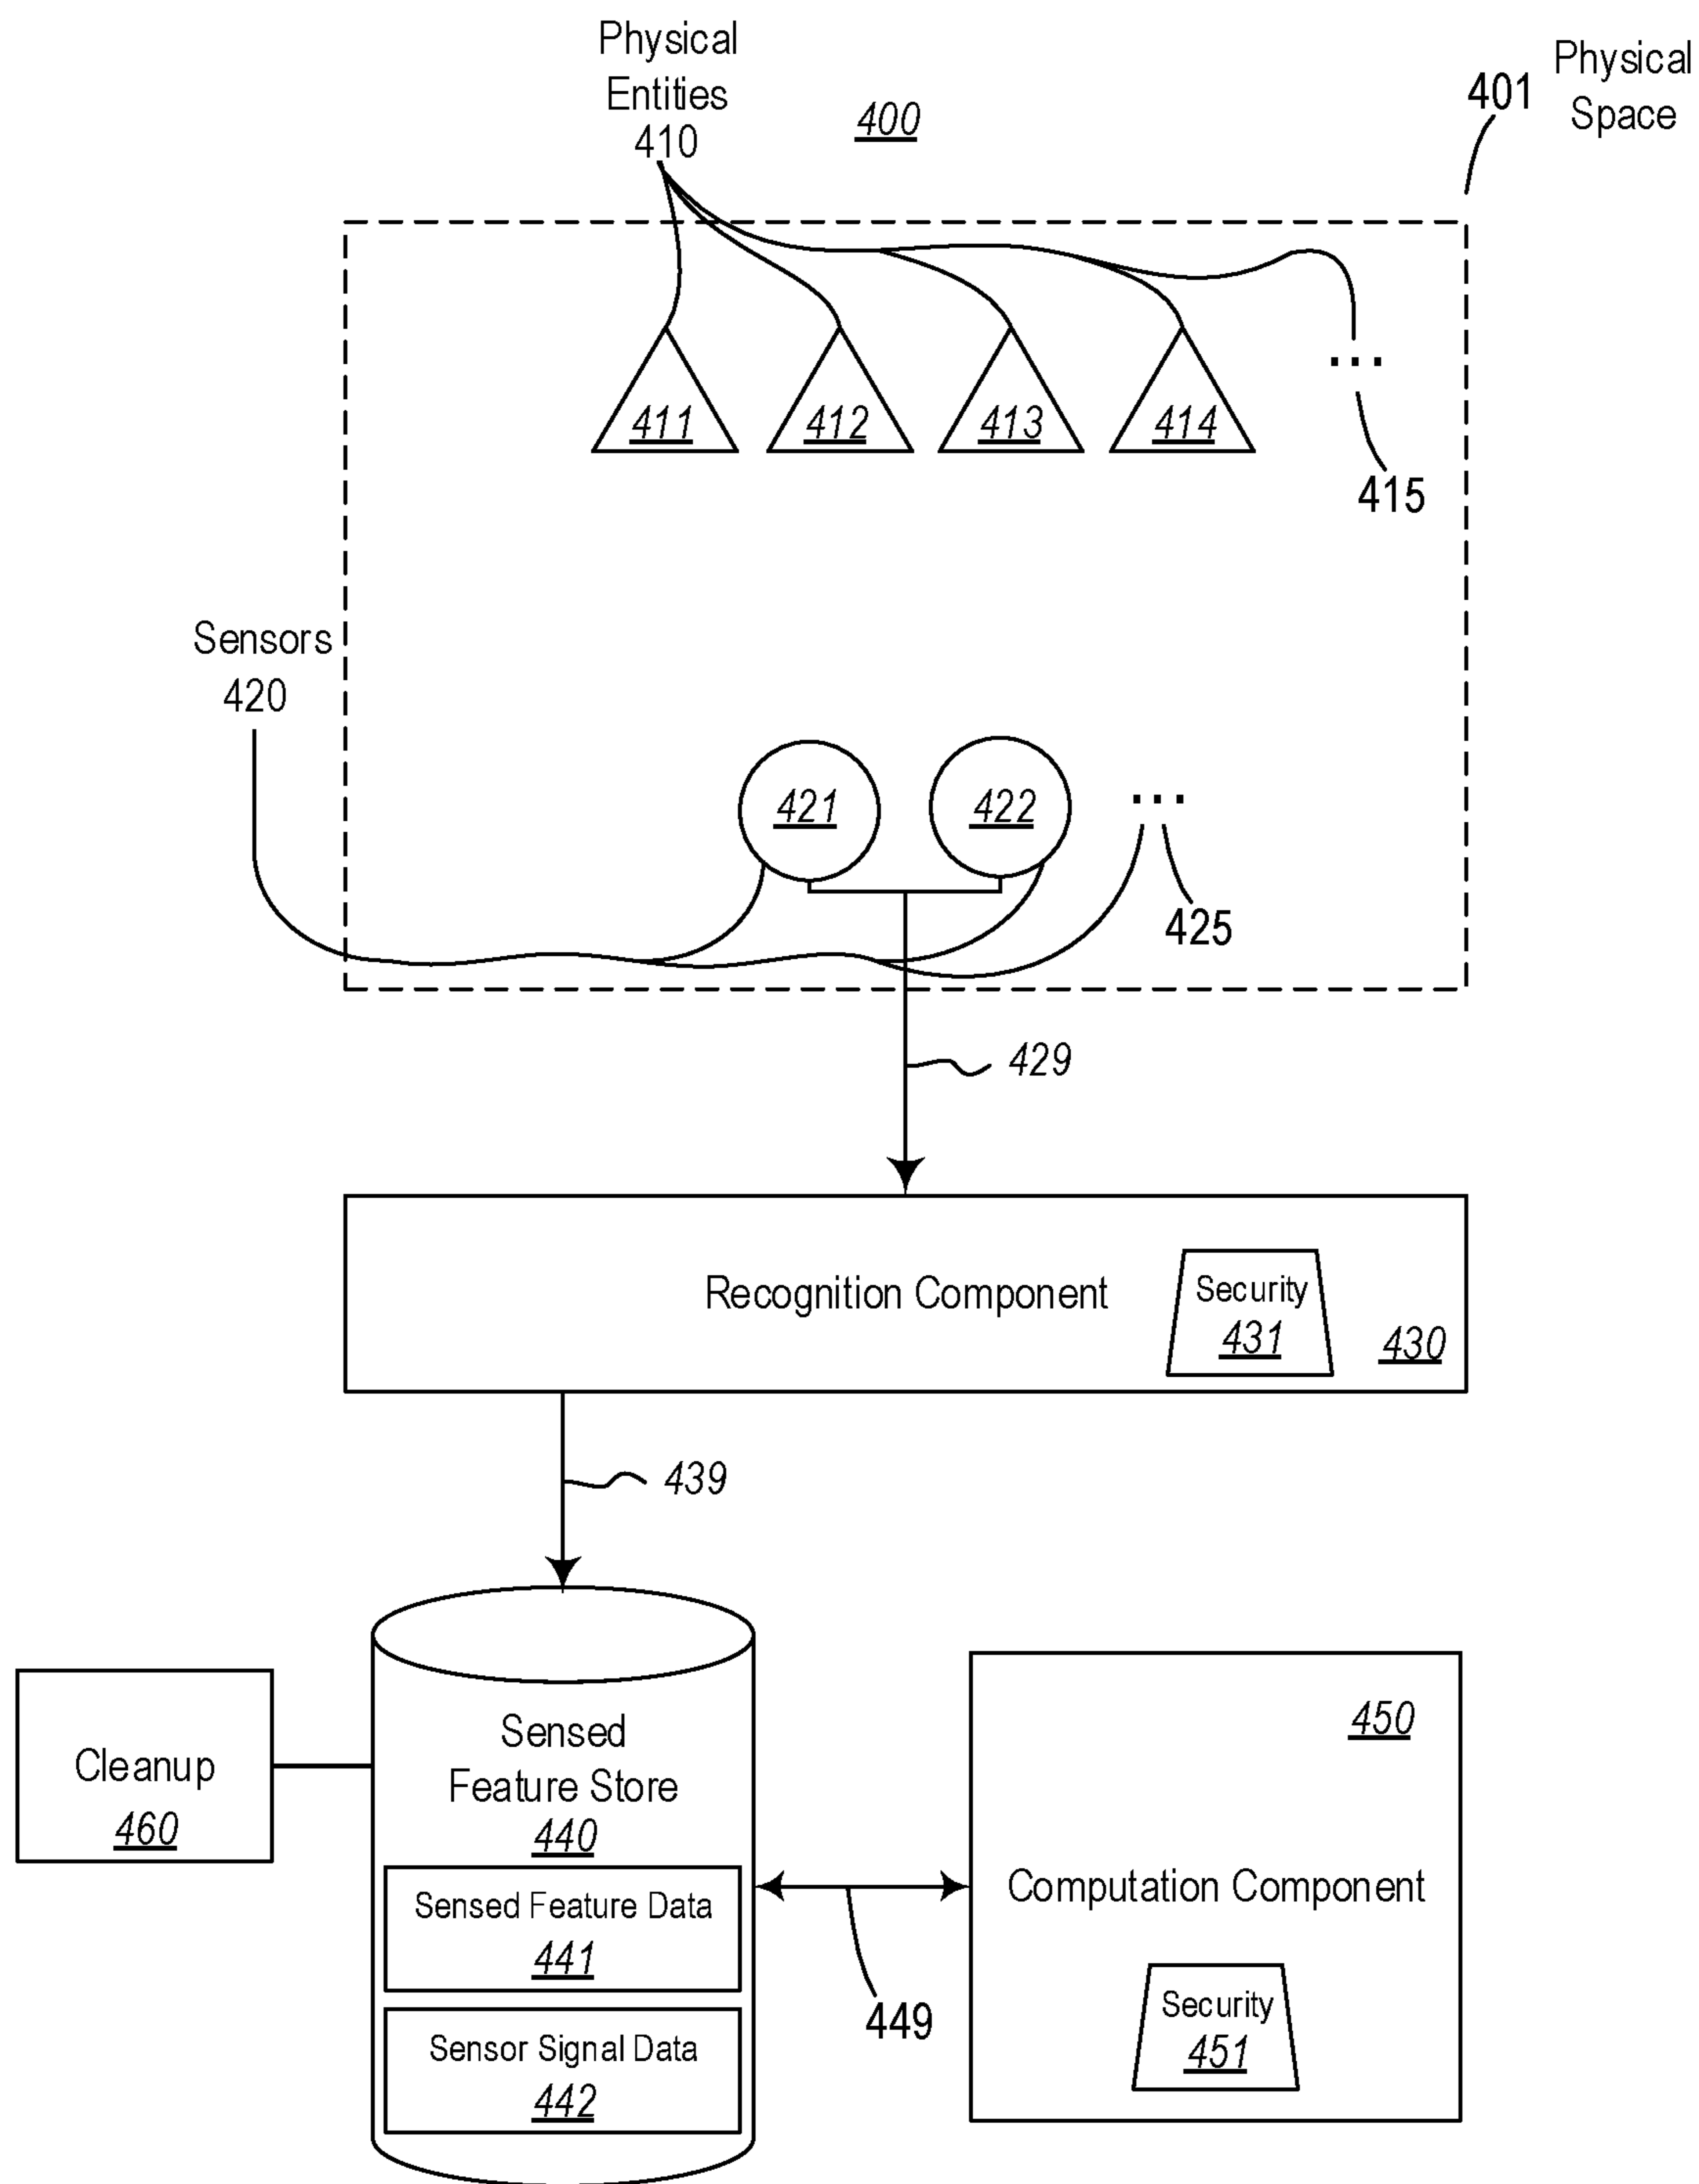 Physical
Entities
410
400
401
Physical
Space
411
412
413
414
...
415
Sensors
420
421
422
...
425
429
Recognition Component
Security
431
430
439
Cleanup
460
Sensed
Feature Store
440
Sensed Feature Data
441
Sensor Signal Data
442
449
450
Computation Component
Security
451